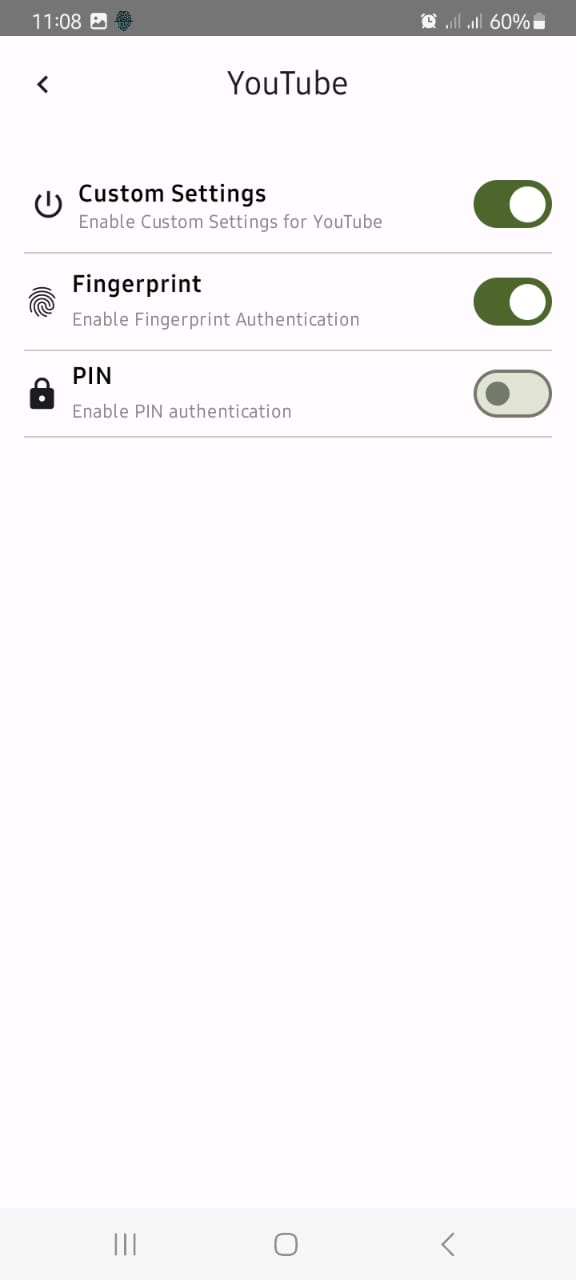 11:08 60%
YouTube
Custom Settings
Enable Custom Settings for YouTube
Fingerprint
Enable Fingerprint Authentication
PIN
Enable PIN authentication